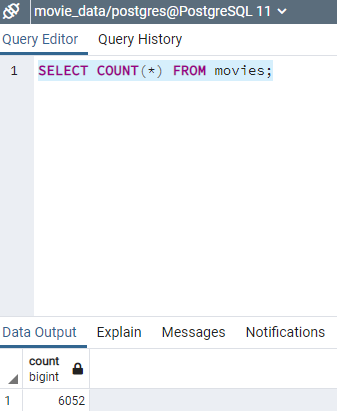 movie_data/postgres@PostgreSQL 11
Query Editor Query History
1 SELECT COUNT(*) FROM movies;
Data Output Explain Messages Notifications
count
bigint
1 6052